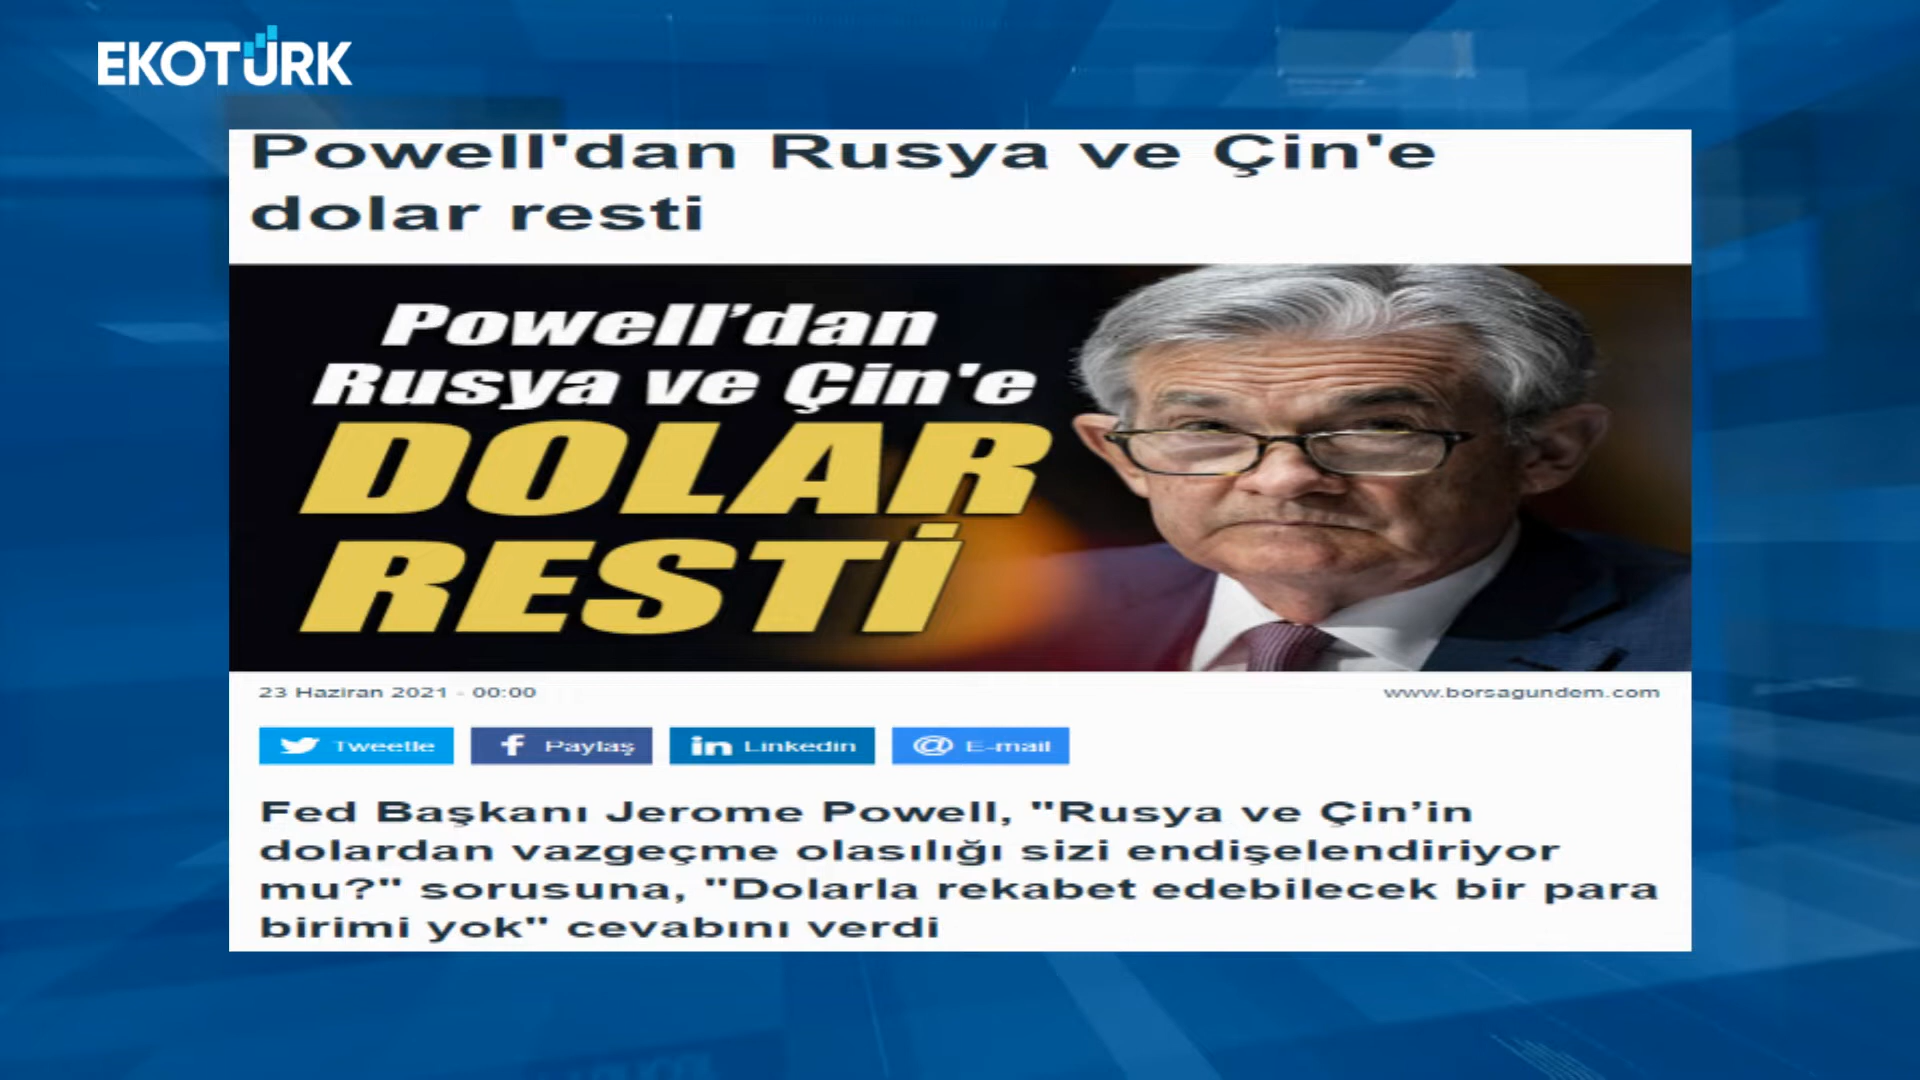 EKOTÜRK
Powell'dan Rusya ve Çin'e
dolar resti
Powell’dan
Rusya ve Çin'e
DOLAR
RESTİ
23 Haziran 2021 - 00:00
www.borsagundem.com
Tweetle
Paylaş
Linkedin
E-mail
Fed Başkanı Jerome Powell, "Rusya ve Çin’in
dolardan vazgeçme olasılığı sizi endişelendiriyor
mu?" sorusuna, "Dolarla rekabet edebilecek bir para
birimi yok" cevabını verdi